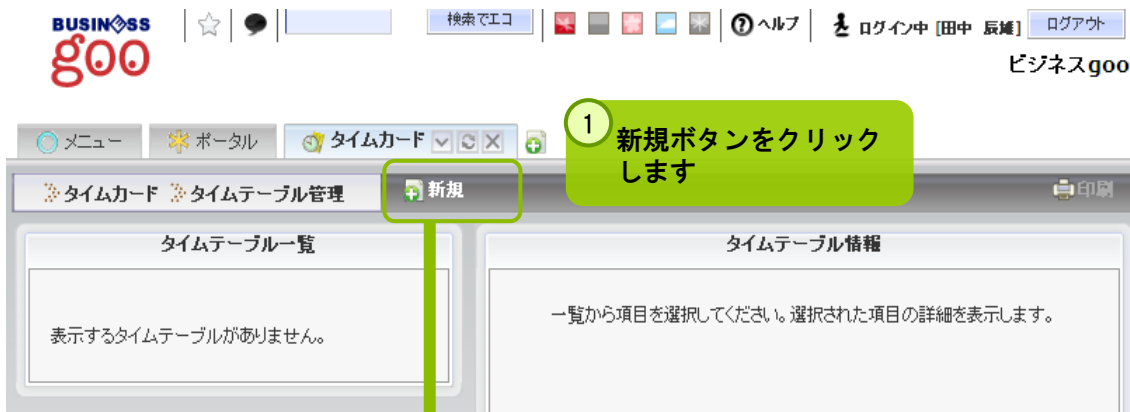 BUSINESS
goo
検索でエコ
ヘルプ
ログイン中 [田中 辰雄]
ログアウト
ビジネスgoo
メニュー
ポータル
タイムカード
1
新規ボタンをクリック
します
タイムカード
タイムテーブル管理
新規
印刷
タイムテーブル一覧
タイムテーブル情報
表示するタイムテーブルがありません。
一覧から項目を選択してください。選択された項目の詳細を表示します。